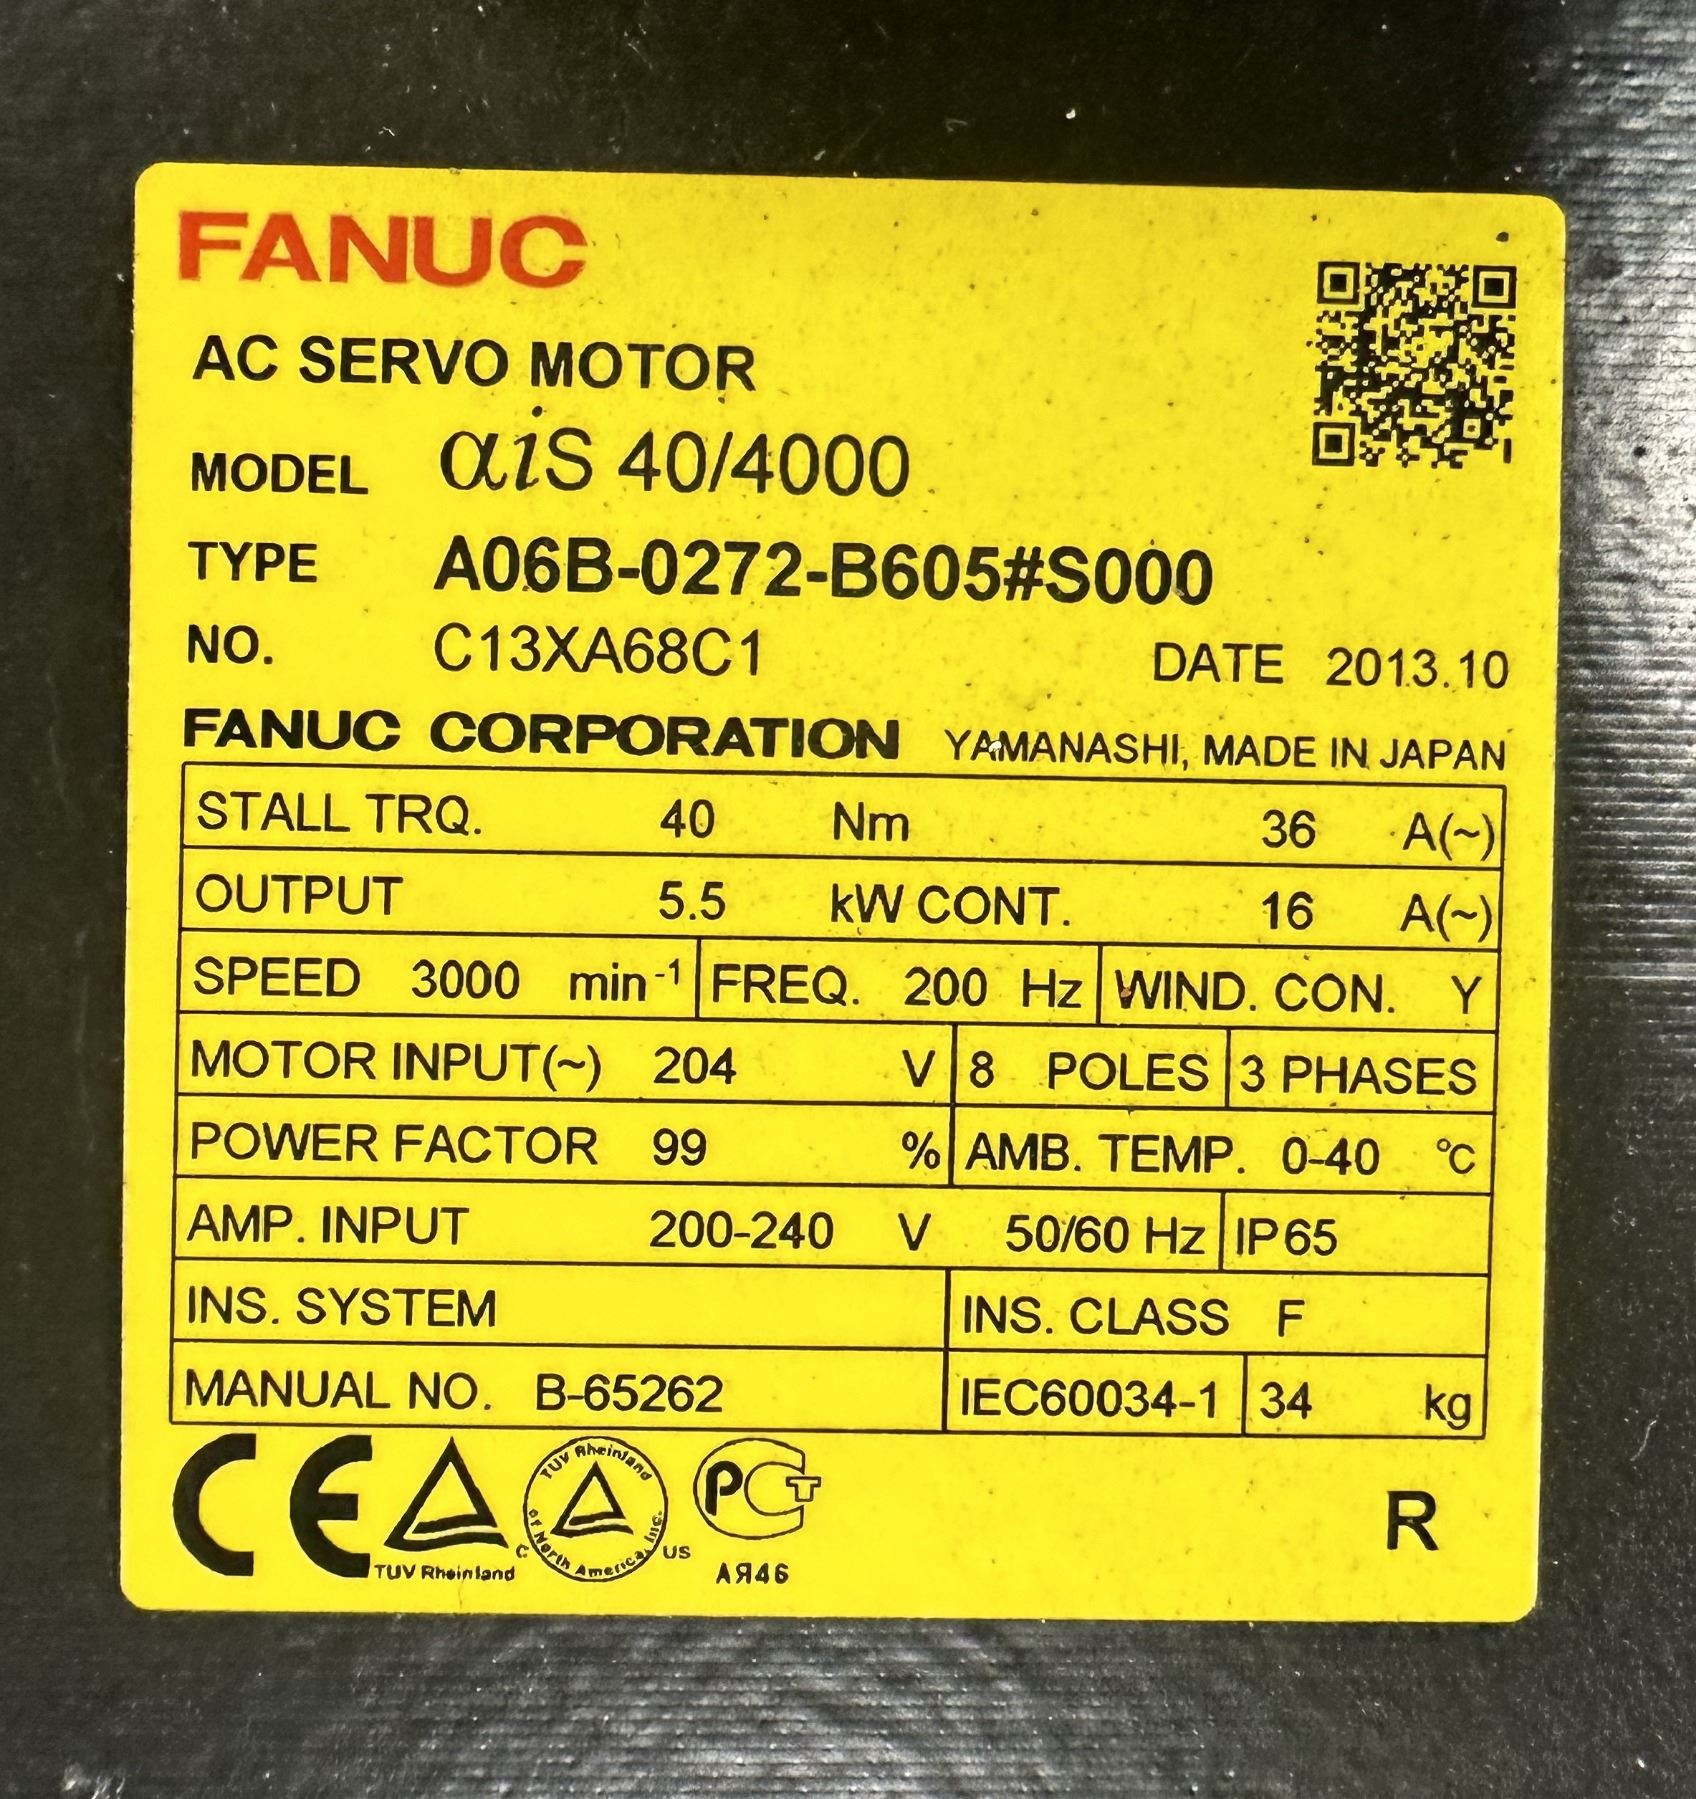 FANUC
AC SERVO MOTOR
MODEL αiS 40/4000
TYPE A06B-0272-B605#S000
NO. C13XA68C1 DATE 2013.10
FANUC CORPORATION YAMANASHI, MADE IN JAPAN
STALL TRQ. 40 Nm 36 A(~)
OUTPUT 5.5 kW CONT. 16 A(~)
SPEED 3000 min⁻¹ FREQ. 200 Hz WIND. CON. Y
MOTOR INPUT(~) 204 V 8 POLES 3 PHASES
POWER FACTOR 99 % AMB. TEMP. 0-40 ℃
AMP. INPUT 200-240 V 50/60 Hz IP65
INS. SYSTEM INS. CLASS F
MANUAL NO. B-65262 IEC60034-1 34 kg
CE
TUV Rheinland
C TUV Rheinland of North America, Inc. US
РСТ
АЯ46
R